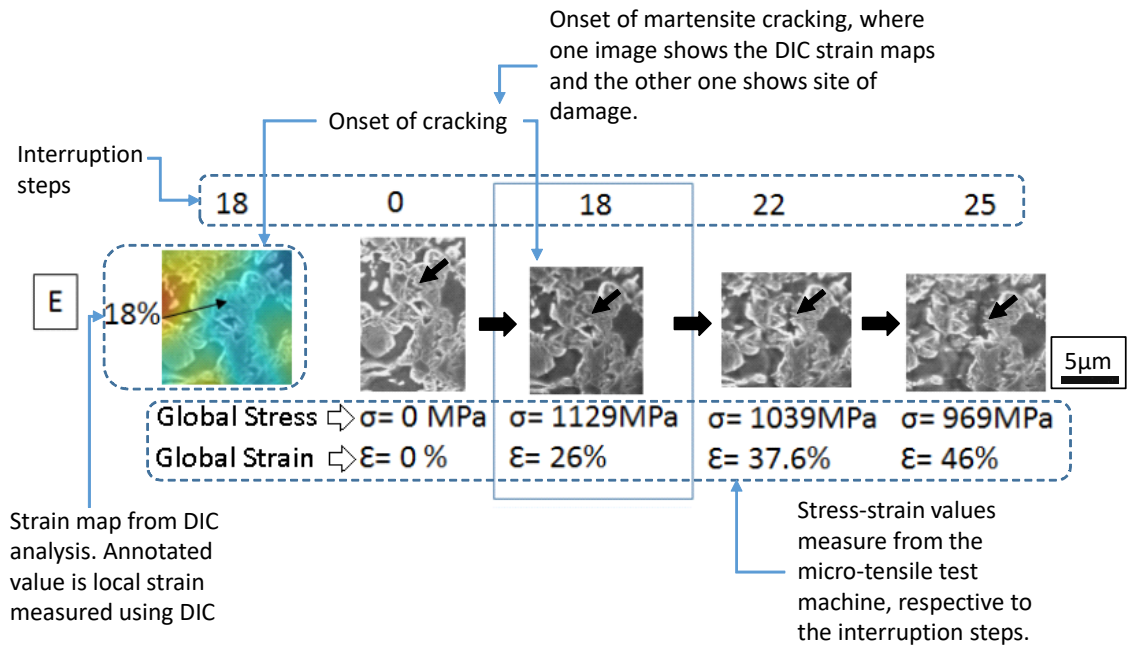 Onset of martensite cracking, where
one image shows the DIC strain maps
and the other one shows site of
damage.
Onset of cracking
Interruption
steps
18 0 18 22 25
E
18%
5µm
Global Stress ⇨ σ= 0 MPa σ= 1129MPa σ= 1039MPa σ= 969MPa
Global Strain ⇨ Ɛ= 0 % Ɛ= 26% Ɛ= 37.6% Ɛ= 46%
Strain map from DIC
analysis. Annotated
value is local strain
measured using DIC
Stress-strain values
measure from the
micro-tensile test
machine, respective to
the interruption steps.